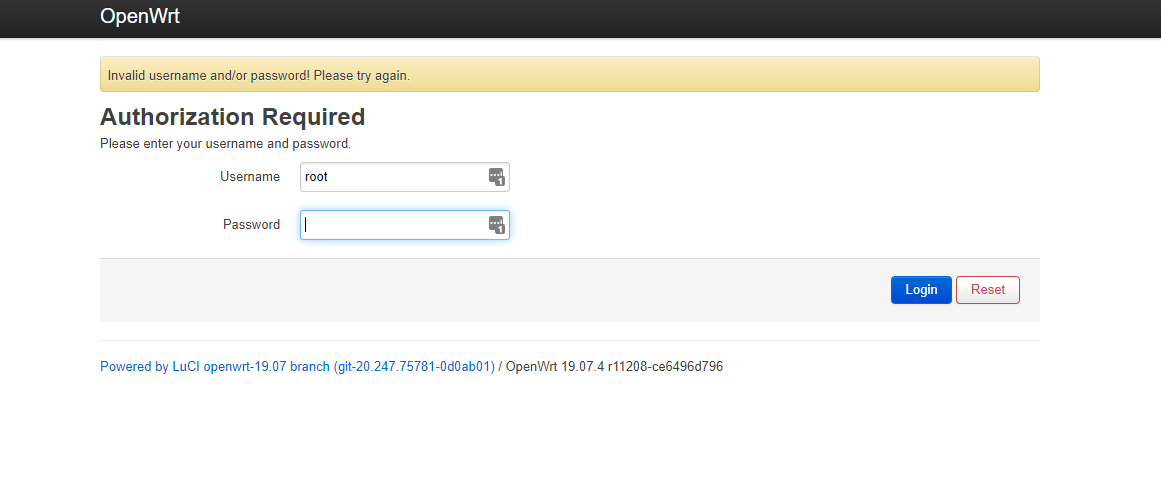 OpenWrt
Invalid username and/or password! Please try again.
Authorization Required
Please enter your username and password.
Username root
Password
Login Reset
Powered by LuCI openwrt-19.07 branch (git-20.247.75781-0d0ab01) / OpenWrt 19.07.4 r11208-ce6496d796